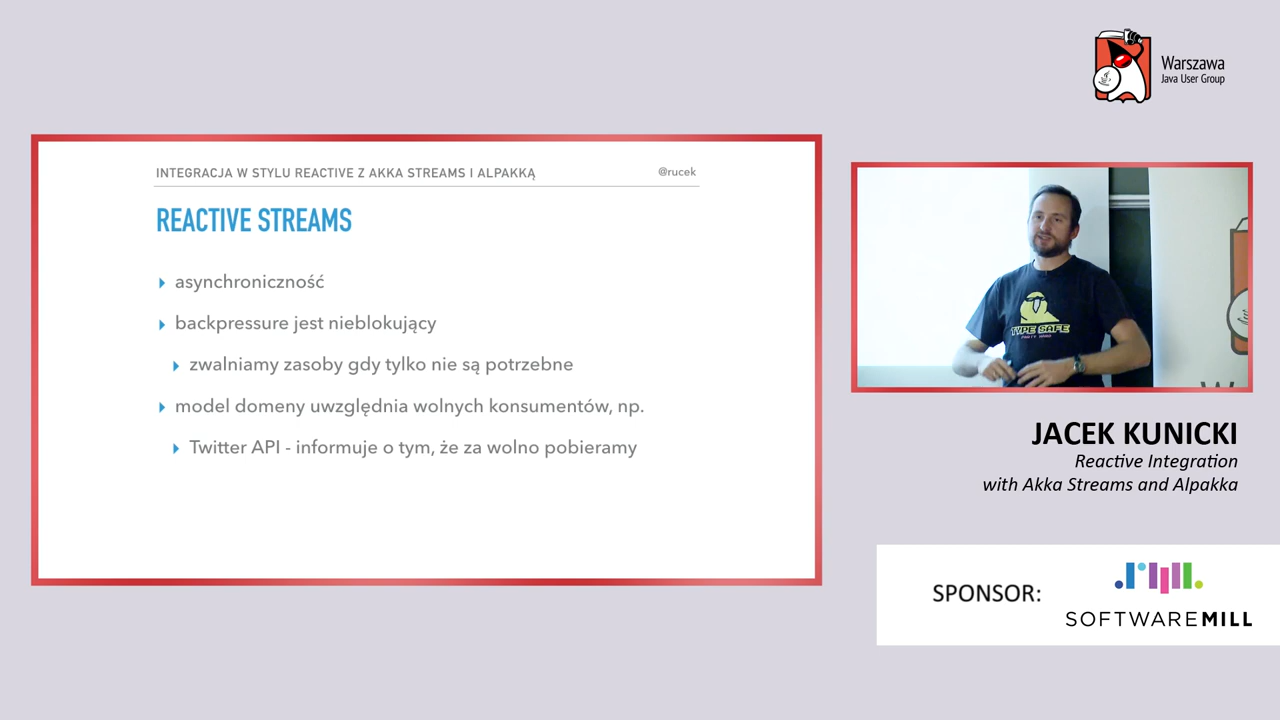 Warszawa
Java User Group
INTEGRACJA W STYLU REACTIVE Z AKKA STREAMS I ALPAKKĄ
@rucek
REACTIVE STREAMS
asynchroniczność
backpressure jest nieblokujący
zwalniamy zasoby gdy tylko nie są potrzebne
model domeny uwzględnia wolnych konsumentów, np.
Twitter API - informuje o tym, że za wolno pobieramy
TYPE SAFE
JACEK KUNICKI
Reactive Integration
with Akka Streams and Alpakka
SPONSOR:
SOFTWAREMILL